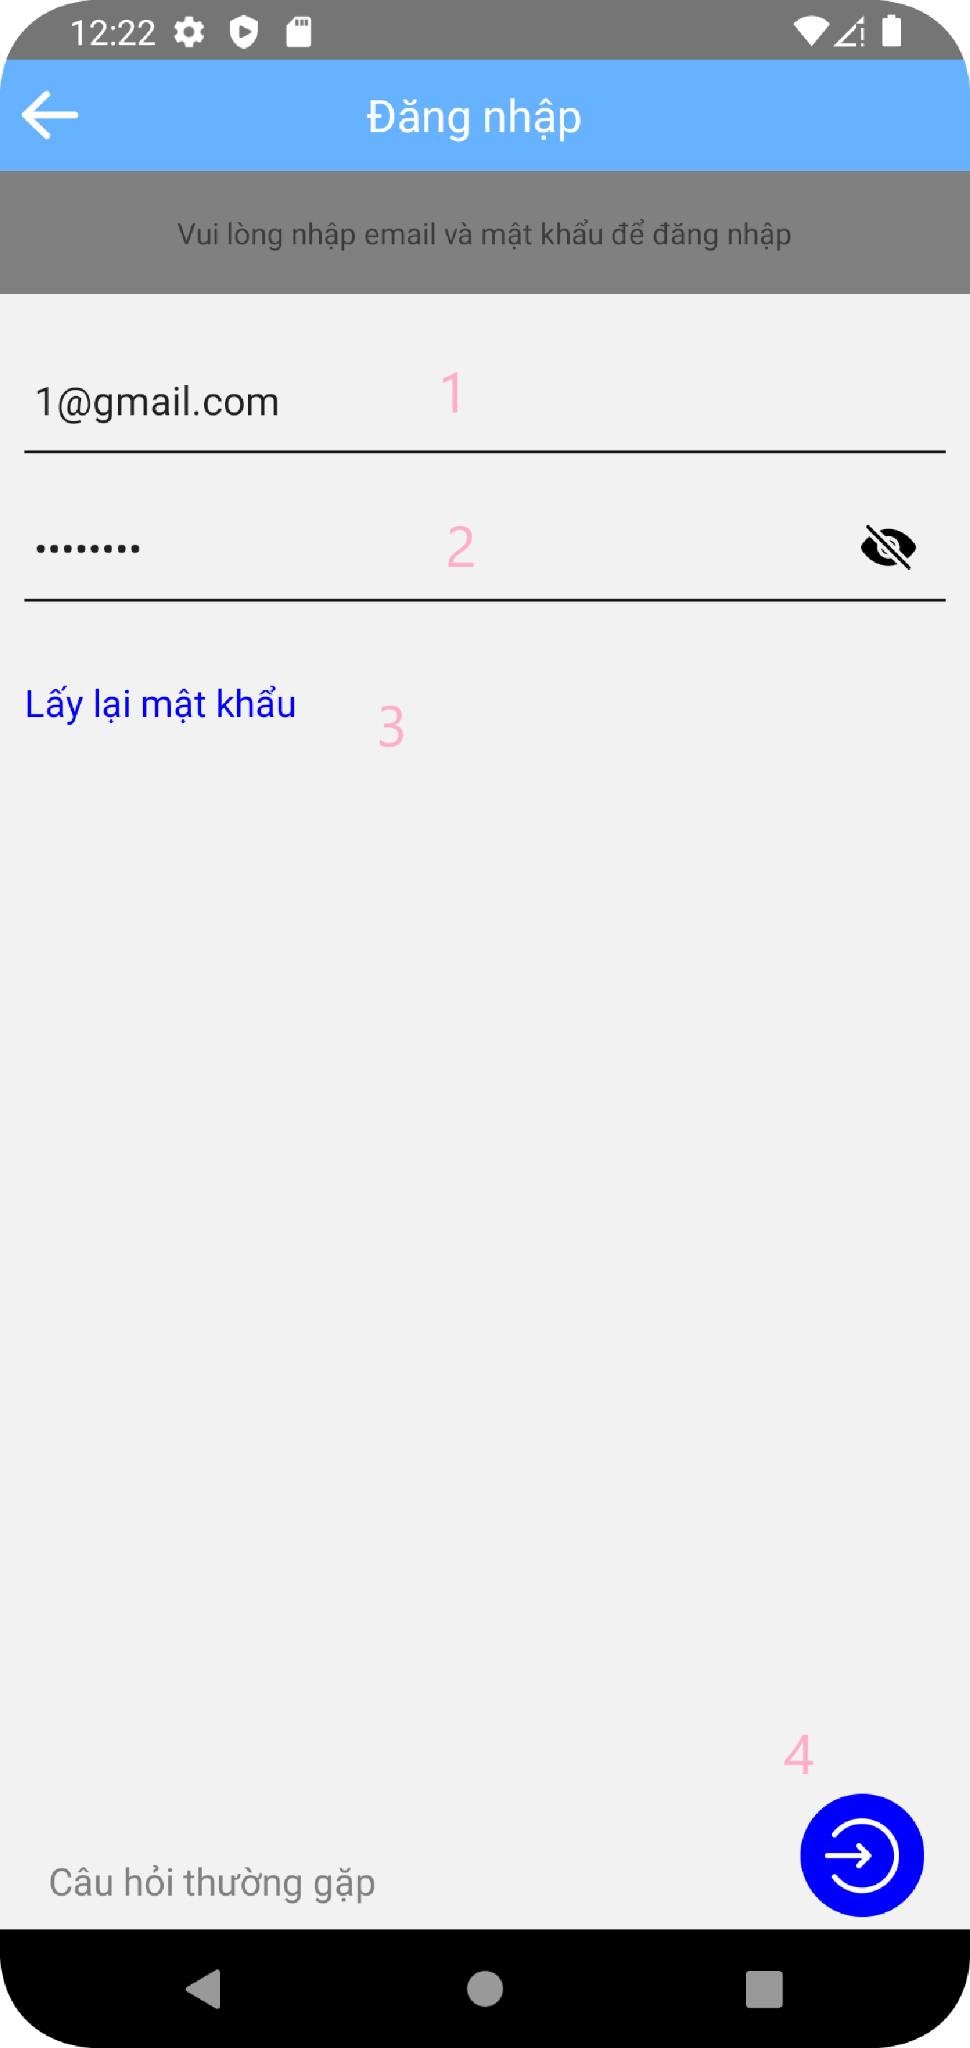 12:22
Đăng nhập
Vui lòng nhập email và mật khẩu để đăng nhập
1@gmail.com 1
•••••••• 2
Lấy lại mật khẩu 3
4
Câu hỏi thường gặp